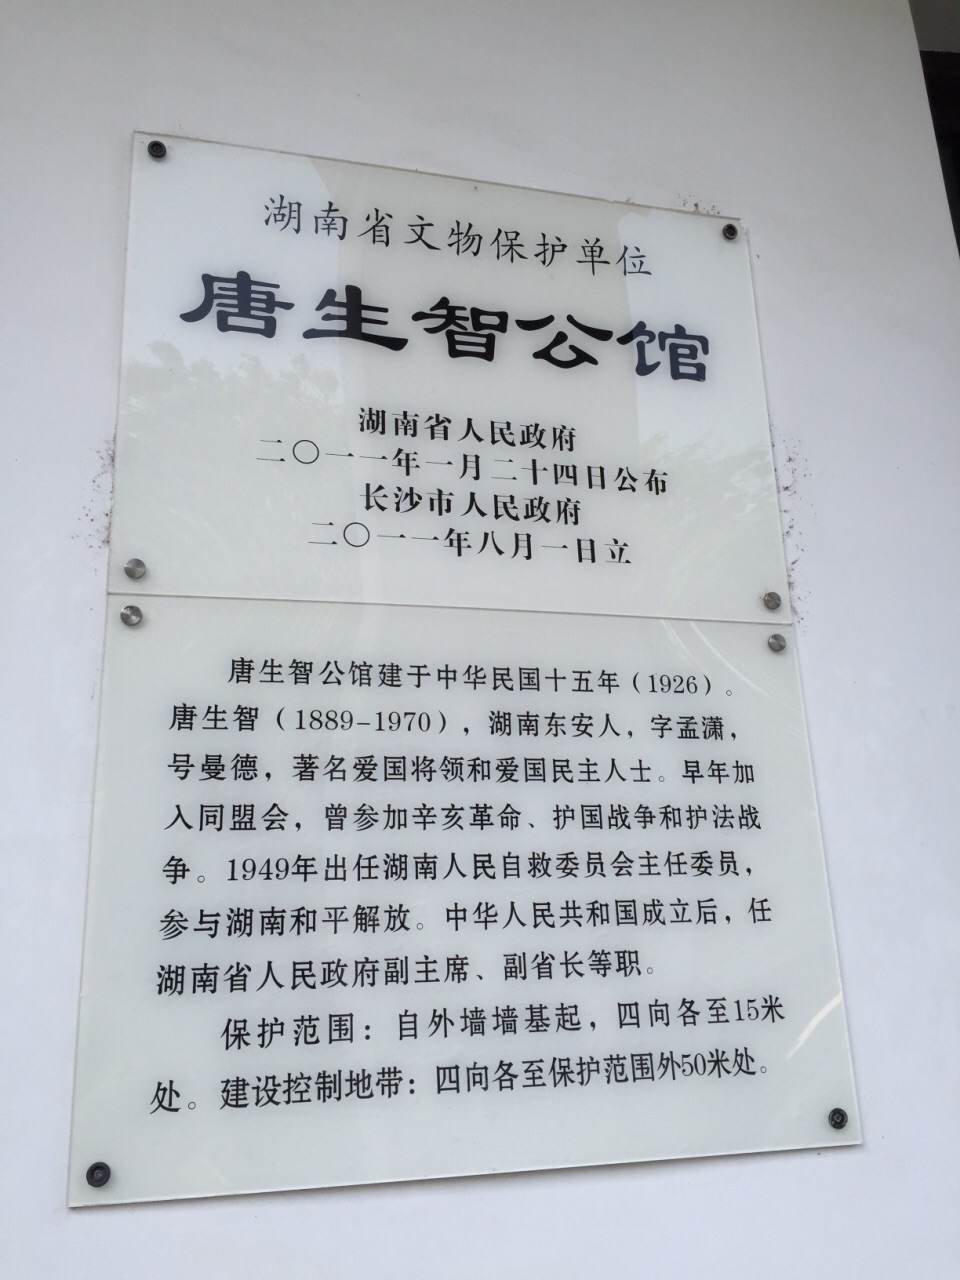 湖南省文物保护单位
唐生智公馆
湖南省人民政府
二〇一一年一月二十四日公布
长沙市人民政府
二〇一一年八月一日立
唐生智公馆建于中华民国十五年（1926）。
唐生智（1889-1970），湖南东安人，字孟潇，
号曼德，著名爱国将领和爱国民主人士。早年加
入同盟会，曾参加辛亥革命、护国战争和护法战
争。1949年出任湖南人民自救委员会主任委员，
参与湖南和平解放。中华人民共和国成立后，任
湖南省人民政府副主席、副省长等职。
保护范围：自外墙墙基起，四向各至15米
处。建设控制地带：四向各至保护范围外50米处。